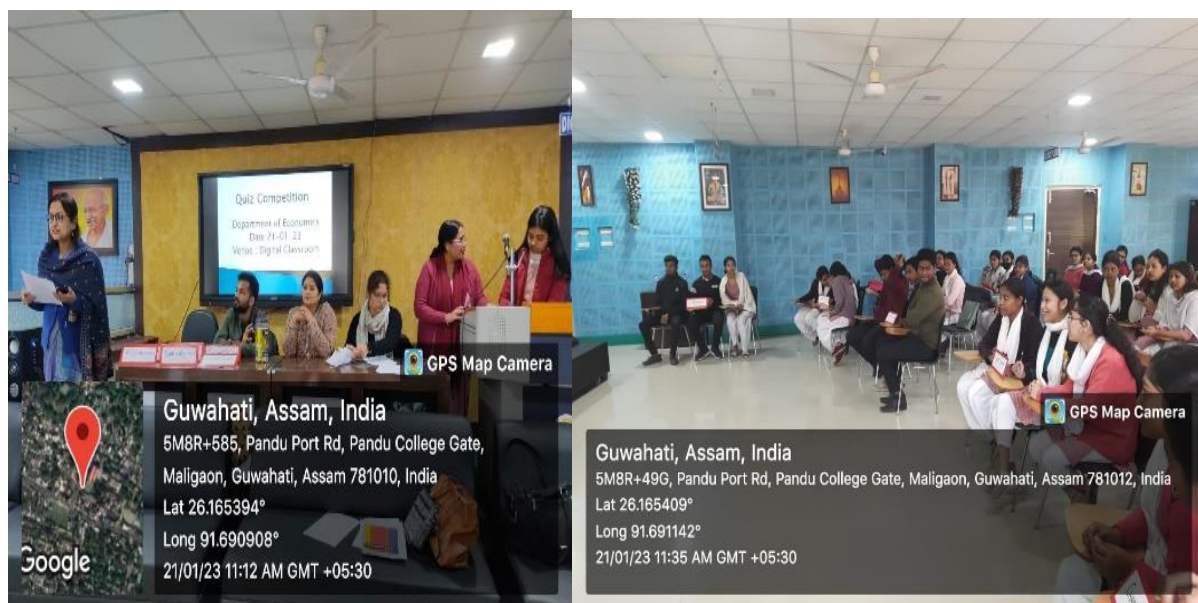 Quiz Competition
Department of Economics
Date 21-01-23
Venue : Digital Classroom
GPS Map Camera
Guwahati, Assam, India
5M8R+585, Pandu Port Rd, Pandu College Gate,
Maligaon, Guwahati, Assam 781010, India
Lat 26.165394°
Long 91.690908°
21/01/23 11:12 AM GMT +05:30
Google
GPS Map Camera
Guwahati, Assam, India
5M8R+49G, Pandu Port Rd, Pandu College Gate, Maligaon, Guwahati, Assam 781012, India
Lat 26.165409°
Long 91.691142°
21/01/23 11:35 AM GMT +05:30